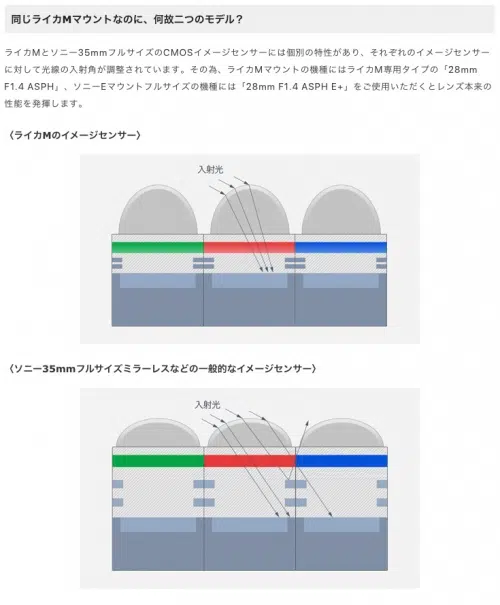 同じライカMマウントなのに、何故二つのモデル？
ライカMとソニー35mmフルサイズのCMOSイメージセンサーには個別の特性があり、それぞれのイメージセンサー
に対して光線の入射角が調整されています。その為、ライカMマウントの機種にはライカM専用タイプの「28mm
F1.4 ASPH」、ソニーEマウントフルサイズの機種には「28mm F1.4 ASPH E+」をご使用いただくとレンズ本来の
性能を発揮します。
〈ライカMのイメージセンサー〉
入射光
〈ソニー35mmフルサイズミラーレスなどの一般的なイメージセンサー〉
入射光